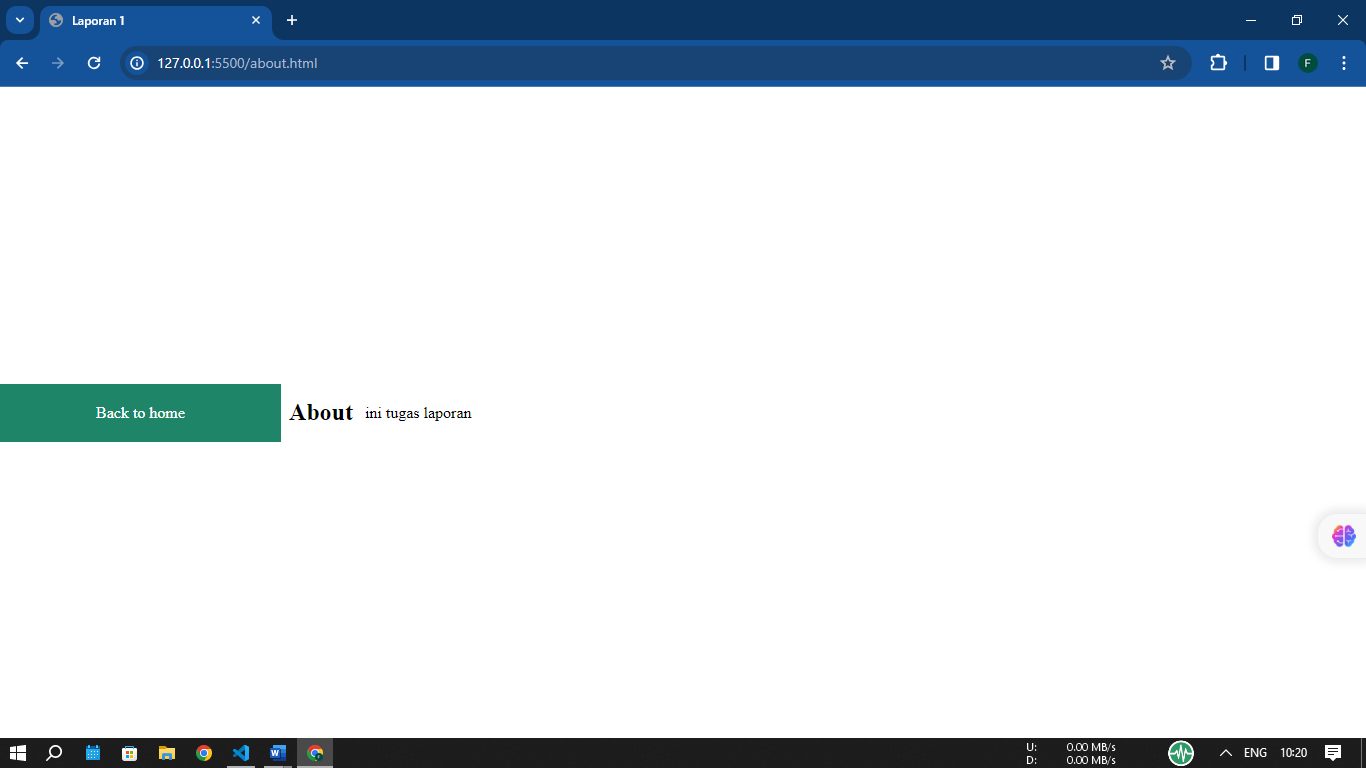 Laporan 1
127.0.0.1:5500/about.html
F
Back to home
About
ini tugas laporan
U: 0.00 MB/s
D: 0.00 MB/s
ENG
10:20